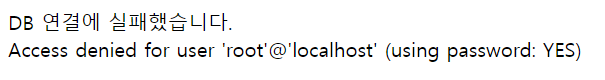 DB 연결에 실패했습니다.
Access denied for user 'root'@'localhost' (using password: YES)